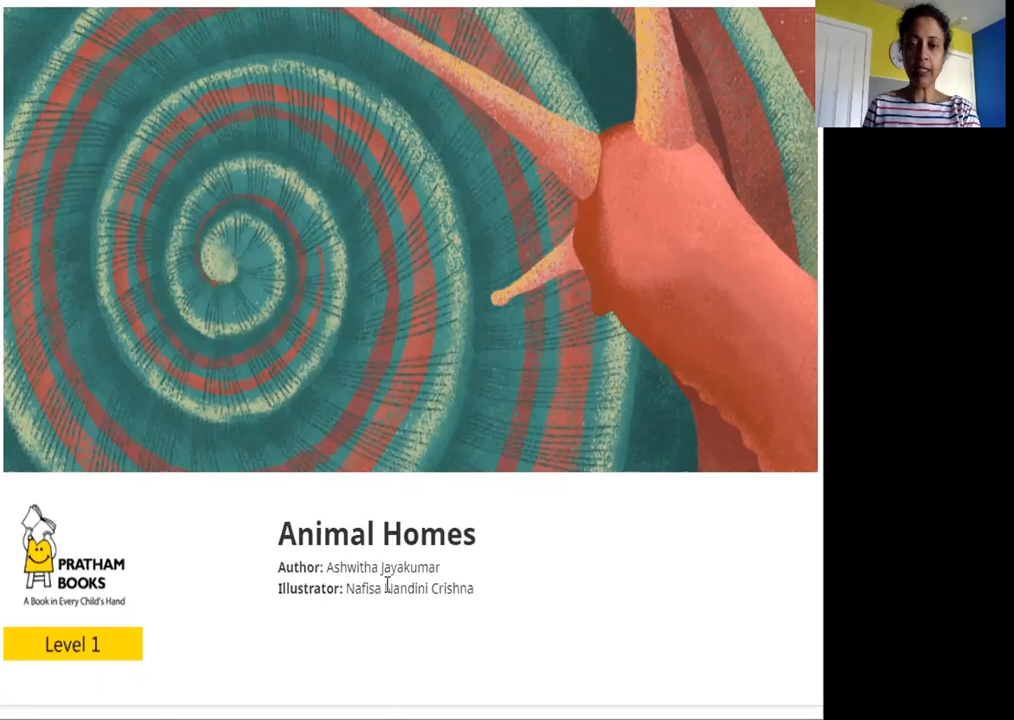 Animal Homes
Author: Ashwitha Jayakumar
Illustrator: Nafisa Nandini Crishna
PRATHAM
BOOKS
A Book in Every Child's Hand
Level 1